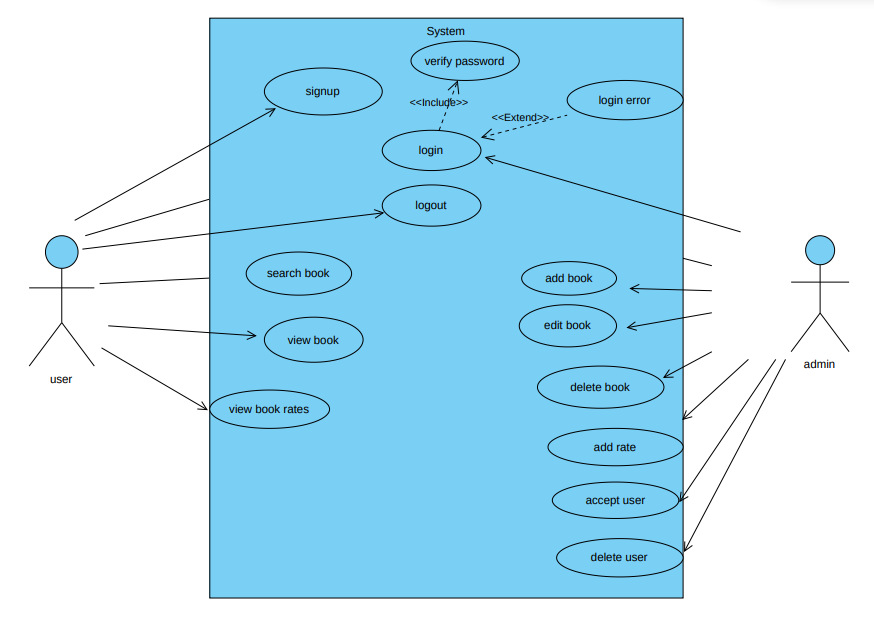 System
verify password
signup
login error
<<Include>>
<<Extend>>
login
logout
search book
add book
edit book
view book
user
admin
delete book
view book rates
add rate
accept user
delete user